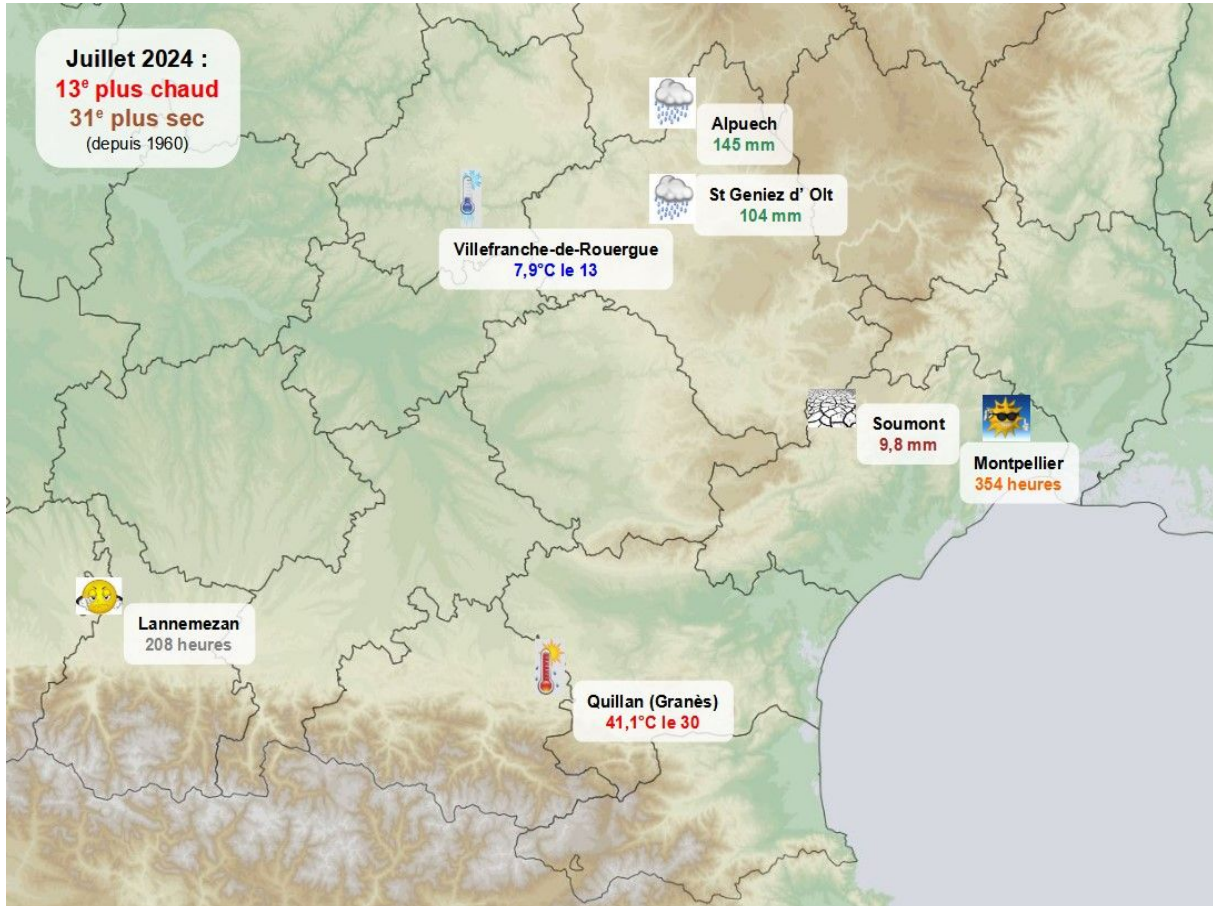 Juillet 2024 :
13e plus chaud
31e plus sec
(depuis 1960)
Alpuech
145 mm
St Geniez d’ Olt
104 mm
Villefranche-de-Rouergue
7,9°C le 13
Soumont
9,8 mm
Montpellier
354 heures
Lannemezan
208 heures
Quillan (Granès)
41,1°C le 30